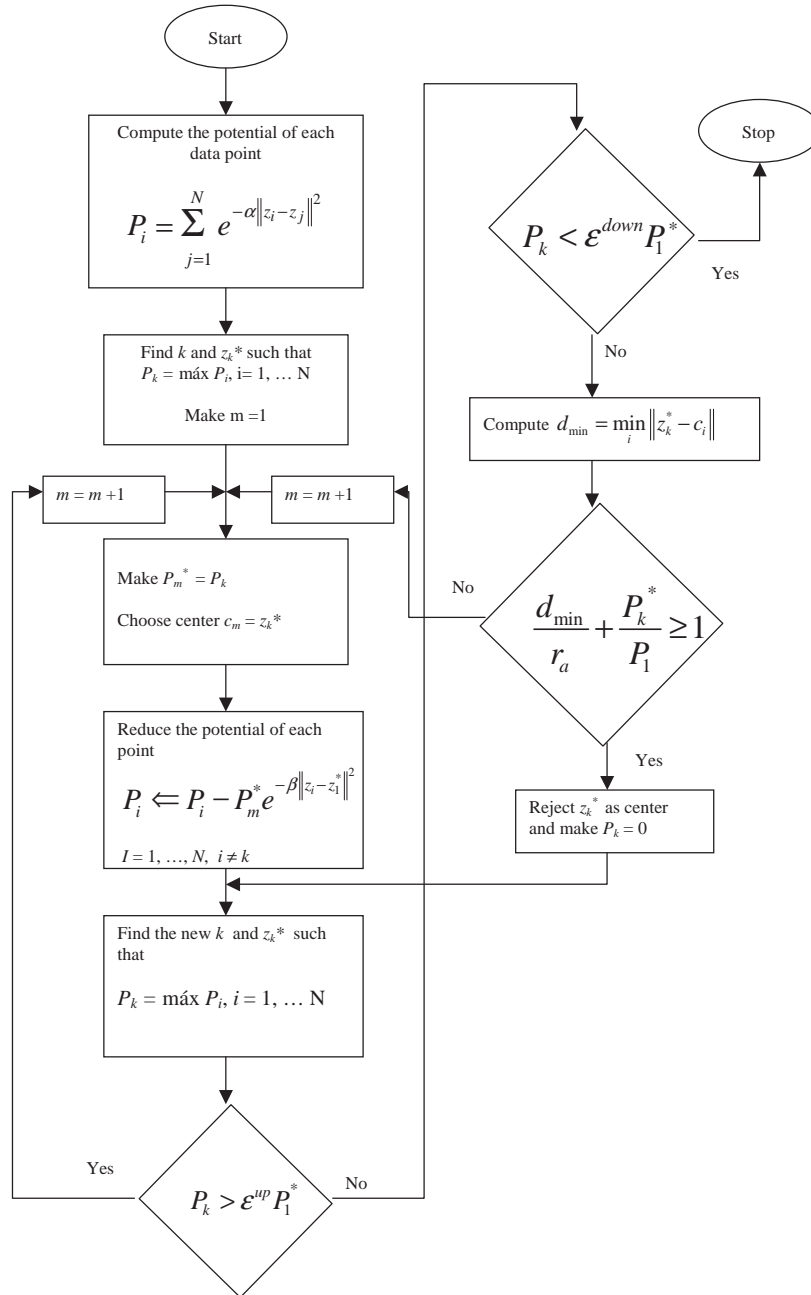 Start
Compute the potential of each
data point
P_i = \sum_{j=1}^{N} e^{-α‖z_i − z_j‖^2}
Find k and z_k* such that
P_k = máx P_i, i= 1, … N
Make m =1
m = m +1
m = m +1
Make P_m* = P_k
Choose center c_m = z_k*
Reduce the potential of each
point
P_i ⇐ P_i − P_m^* e^{-β‖z_i − z_1^*‖^2}
I = 1, …, N, i ≠ k
Find the new k and z_k* such
that
P_k = máx P_i, i = 1, … N
Yes
P_k > ε^{up} P_1^*
No
Stop
P_k < ε^{down} P_1^*
Yes
No
Compute d_min = min_i ‖z_k^* − c_i‖
No
d_min / r_a + P_k^* / P_1 ≥ 1
Yes
Reject z_k* as center
and make P_k = 0